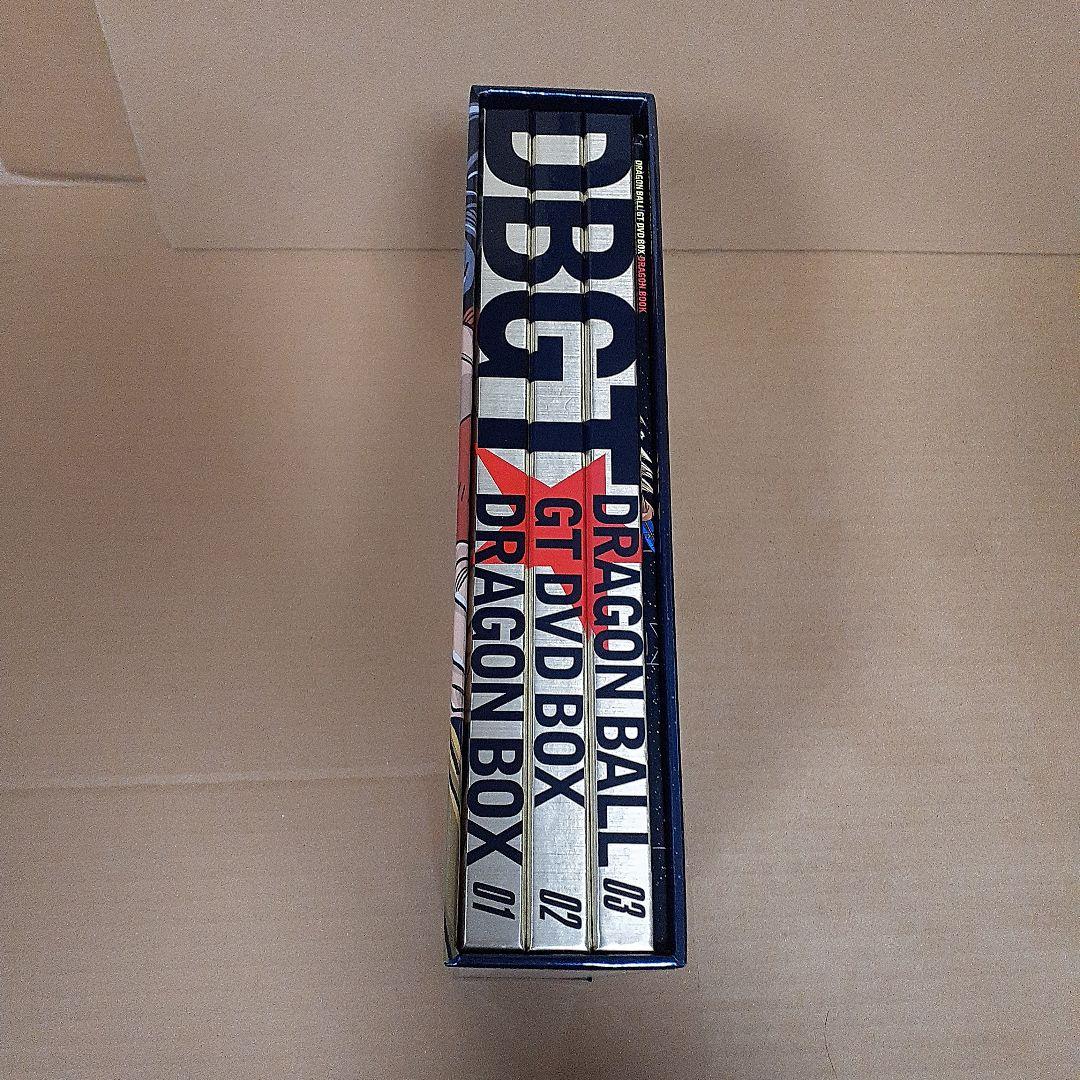 DBGT
DRAGON BALL
GT DVD BOX
DRAGON BOX
01
02
03
DRAGON BALL GT DVD BOX DRAGON BOOK